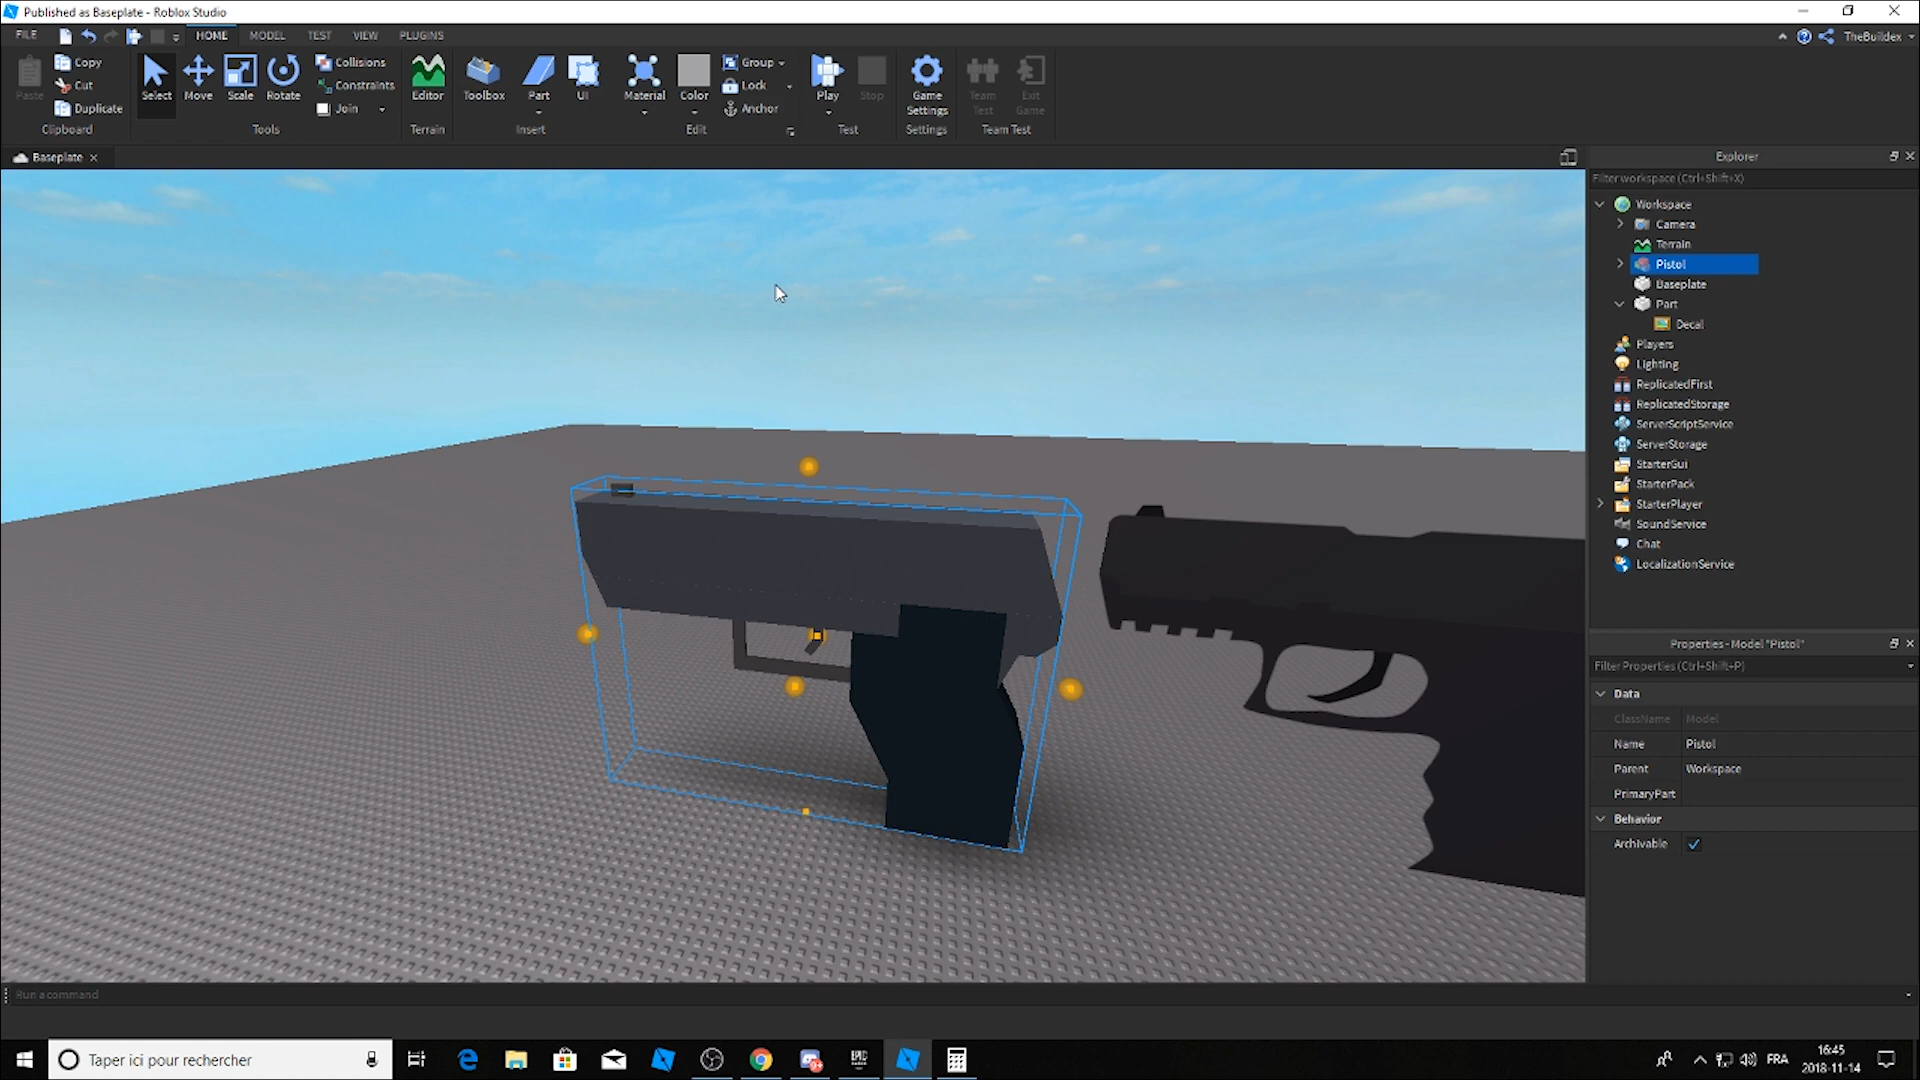 Published as Baseplate - Roblox Studio
FILE HOME MODEL TEST VIEW PLUGINS TheBuildex
Paste Copy Cut Duplicate Clipboard
Select Move Scale Rotate Collisions Constraints Join Tools
Editor Terrain
Toolbox Part UI Insert
Material Color Group Lock Anchor Edit
Play Stop Test
Game Settings Settings
Team Test Exit Game Team Test
Baseplate
Explorer
Filter workspace (Ctrl+Shift+X)
Workspace
Camera
Terrain
Pistol
Baseplate
Part
Decal
Players
Lighting
ReplicatedFirst
ReplicatedStorage
ServerScriptService
ServerStorage
StarterGui
StarterPack
StarterPlayer
SoundService
Chat
LocalizationService
Properties - Model "Pistol"
Filter Properties (Ctrl+Shift+P)
Data
ClassName Model
Name Pistol
Parent Workspace
PrimaryPart
Behavior
Archivable
Run a command
Taper ici pour rechercher
EPIC
FRA
16:45
2018-11-14